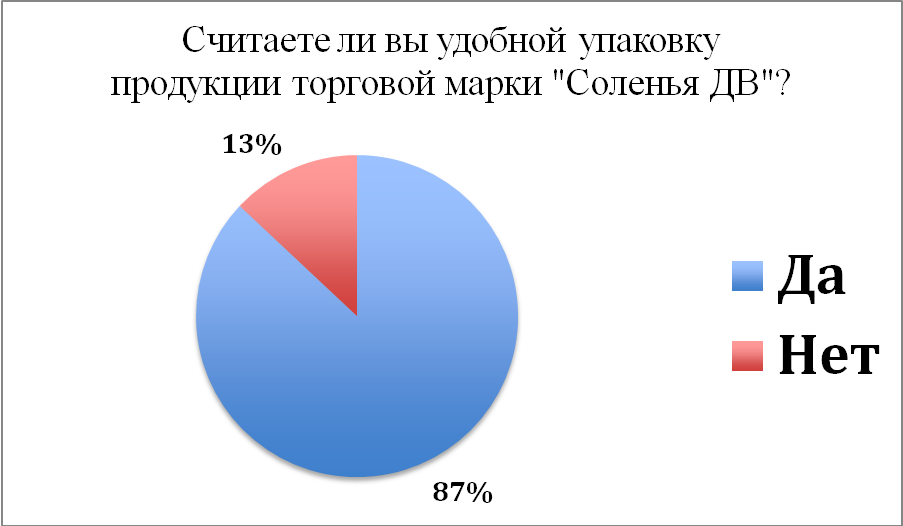 Считаете ли вы удобной упаковку
продукции торговой марки "Соленья ДВ"?
13%
Да
Нет
87%